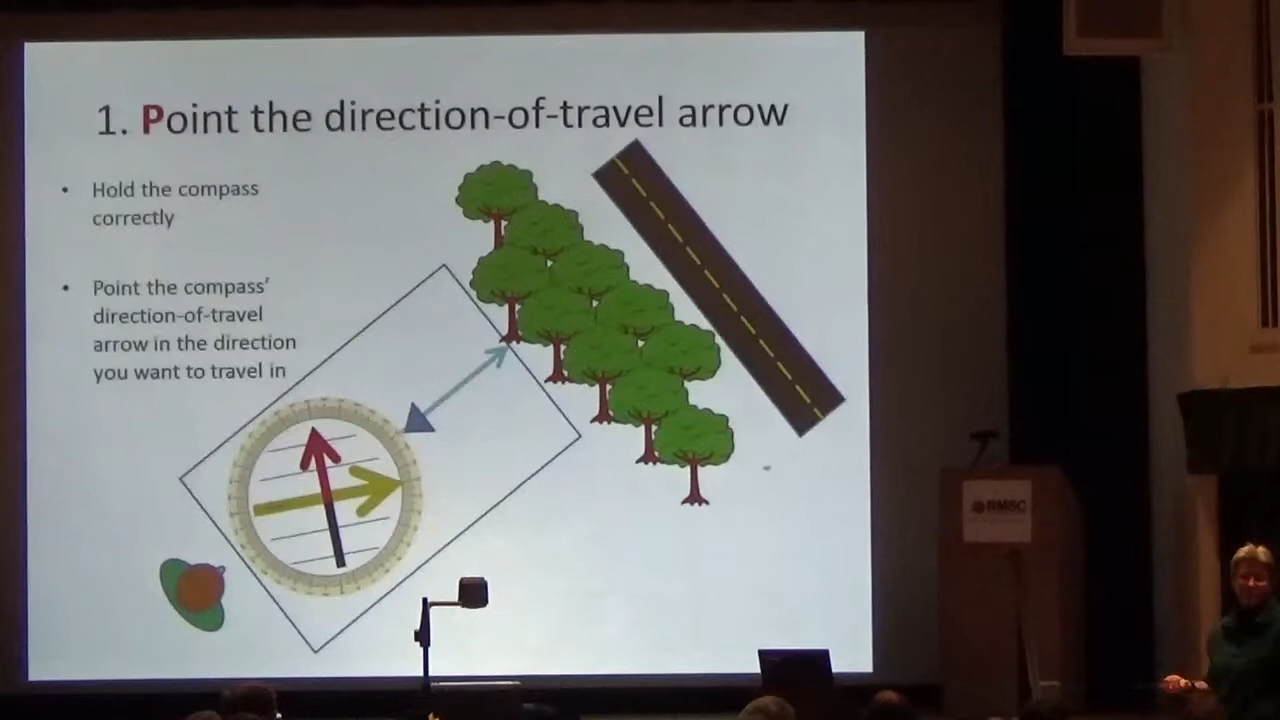 1. Point the direction-of-travel arrow
• Hold the compass
correctly
• Point the compass'
direction-of-travel
arrow in the direction
you want to travel in
RMSC